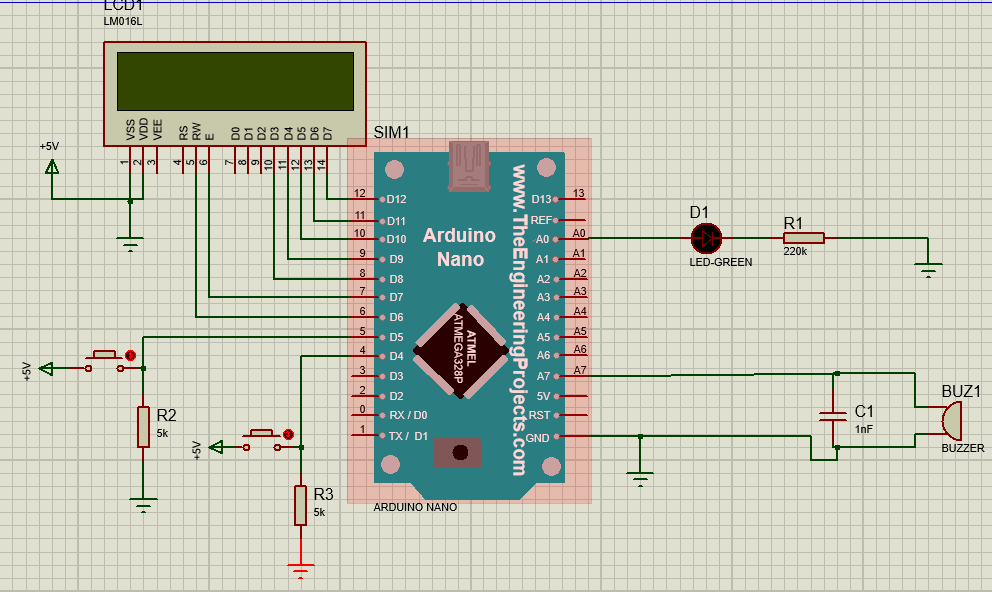 LCD1
LM016L
VSS
VDD
VEE
RS
RW
E
D0
D1
D2
D3
D4
D5
D6
D7
1
2
3
4
5
6
7
8
9
10
11
12
13
14
+5V
SIM1
12
D12
11
D11
10
D10
9
D9
8
D8
7
D7
6
D6
5
D5
4
D4
3
D3
2
D2
0
RX / D0
1
TX / D1
Arduino
Nano
ATMEL
ATMEGA328P
www.TheEngineeringProjects.com
D13
13
REF
A0
A0
A1
A1
A2
A2
A3
A3
A4
A4
A5
A5
A6
A6
A7
A7
5V
RST
GND
ARDUINO NANO
D1
LED-GREEN
R1
220k
+5V
R2
5k
+5V
R3
5k
C1
1nF
BUZ1
BUZZER